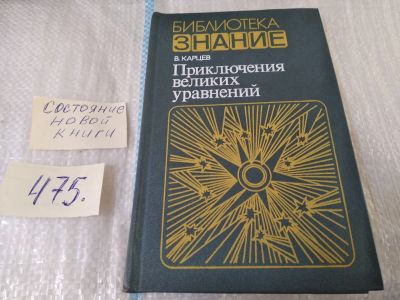 БИБЛИОТЕКА
ЗНАНИЕ
В. КАРЦЕВ
Приключения
великих
уравнений
Состояние
новой
книги
475.